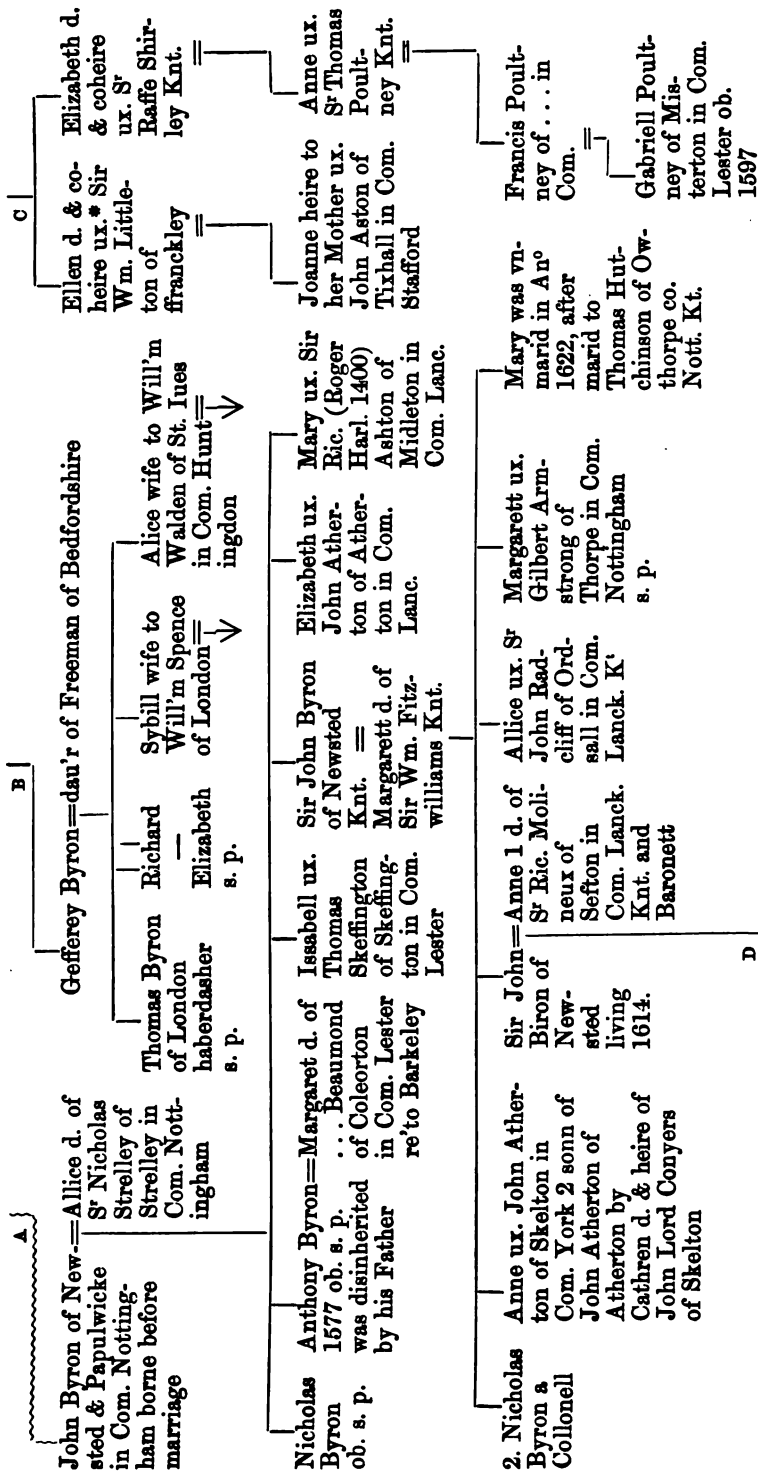 A
B
C
John Byron of New-
sted & Papulwicke
in Com. Notting-
ham borne before
marriage
=Allice d. of
Sʳ Nicholas
Strelley of
Strelley in
Com. Nott-
ingham
Gefferey Byron=dau'r of Freeman of Bedfordshire
Ellen d. & co-
heire ux.* Sir
Wm. Little-
ton of
ffranckley
=
Elizabeth d.
& coheire
ux. Sʳ
Raffe Shir-
ley Knt.
=
Thomas Byron
of London
haberdasher
s. p.
Richard
—
Elizabeth
s. p.
Sybill wife to
Will'm Spence
of London=
Alice wife to Will'm
Walden of St. Iues
in Com. Hunt=
ingdon
Nicholas
Byron
ob. s. p.
Anthony Byron=Margaret d. of
1577 ob. s. p.
was disinherited
by his Father
... Beaumond
of Coleorton
in Com. Lester
re'to Barkeley
Issabell ux.
Thomas
Skeffington
of Skeffing-
ton in Com.
Lester
Sir John Byron
of Newsted
Knt. =
Margarett d. of
Sir Wm. Fitz-
williams Knt.
Elizabeth ux.
John Ather-
ton of Ather-
ton in Com.
Lanc.
Mary ux. Sir
Ric. (Roger
Harl. 1400)
Ashton of
Midleton in
Com. Lanc.
Joanne heire to
her Mother ux.
John Aston of
Tixhall in Com.
Stafford
Anne ux.
Sʳ Thomas
Poult-
ney Knt.
=
2. Nicholas
Byron a
Collonell
Anne ux. John Ather-
ton of Skelton in
Com. York 2 sonn of
John Atherton of
Atherton by
Cathren d. & heire of
John Lord Conyers
of Skelton
Sir John=Anne 1 d. of
Biron of
New-
sted
living
1614.
Sʳ Ric. Moli-
neux of
Sefton in
Com. Lanck.
Knt. and
Baronett
D
Allice ux. Sʳ
John Rad-
cliff of Ord-
sall in Com.
Lanck. Kᵗ
Margarett ux.
Gilbert Arm-
strong of
Thorpe in Com.
Nottingham
s. p.
Mary was vn-
marid in Anº
1622, after
marid to
Thomas Hut-
chinson of Ow-
thorpe co.
Nott. Kt.
Francis Poult-
ney of ... in
Com. =
Gabriell Poult-
ney of Mis-
terton in Com.
Lester ob.
1597